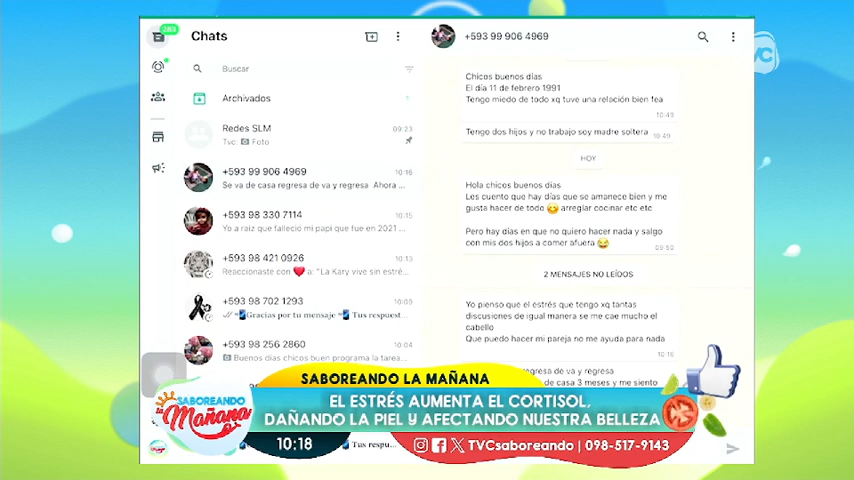 263
Chats
Buscar
Archivados
Redes SLM
09:23
Tvc: Foto
+593 99 906 4969
10:16
Se va de casa regresa de va y regresa Ahora ...
+593 98 330 7114
10:15
Yo a raíz que falleció mi papi que fue en 2021 ...
+593 98 421 0926
10:13
Reaccionaste con ❤️ a: "La Kary vive sin estré...
+593 98 702 1293
10:05
Gracias por tu mensaje Tus respuest...
+593 98 256 2860
10:04
Buenos días chicos buen programa la tarea...
Tus respu...
+593 99 906 4969
Chicos buenos días
El día 11 de febrero 1991
Tengo miedo de todo xq tuve una relación bien fea
10:49
Tengo dos hijos y no trabajo soy madre soltera
10:49
HOY
Hola chicos buenos días
Les cuento que hay días que se amanece bien y me
gusta hacer de todo 😋 arreglar cocinar etc etc
Pero hay días en que no quiero hacer nada y salgo
con mis dos hijos a comer afuera 😂
09:50
2 MENSAJES NO LEÍDOS
Yo pienso que el estrés que tengo xq tantas
discusiones de igual manera se me cae mucho el
cabello
Que puedo hacer mi pareja no me ayuda para nada
10:16
regresa de va y regresa
de casa 3 meses y me siento
SABOREANDO LA MAÑANA
SABOREANDO
la Mañana
EL ESTRÉS AUMENTA EL CORTISOL,
DAÑANDO LA PIEL Y AFECTANDO NUESTRA BELLEZA
10:18
TVCsaboreando | 098-517-9143